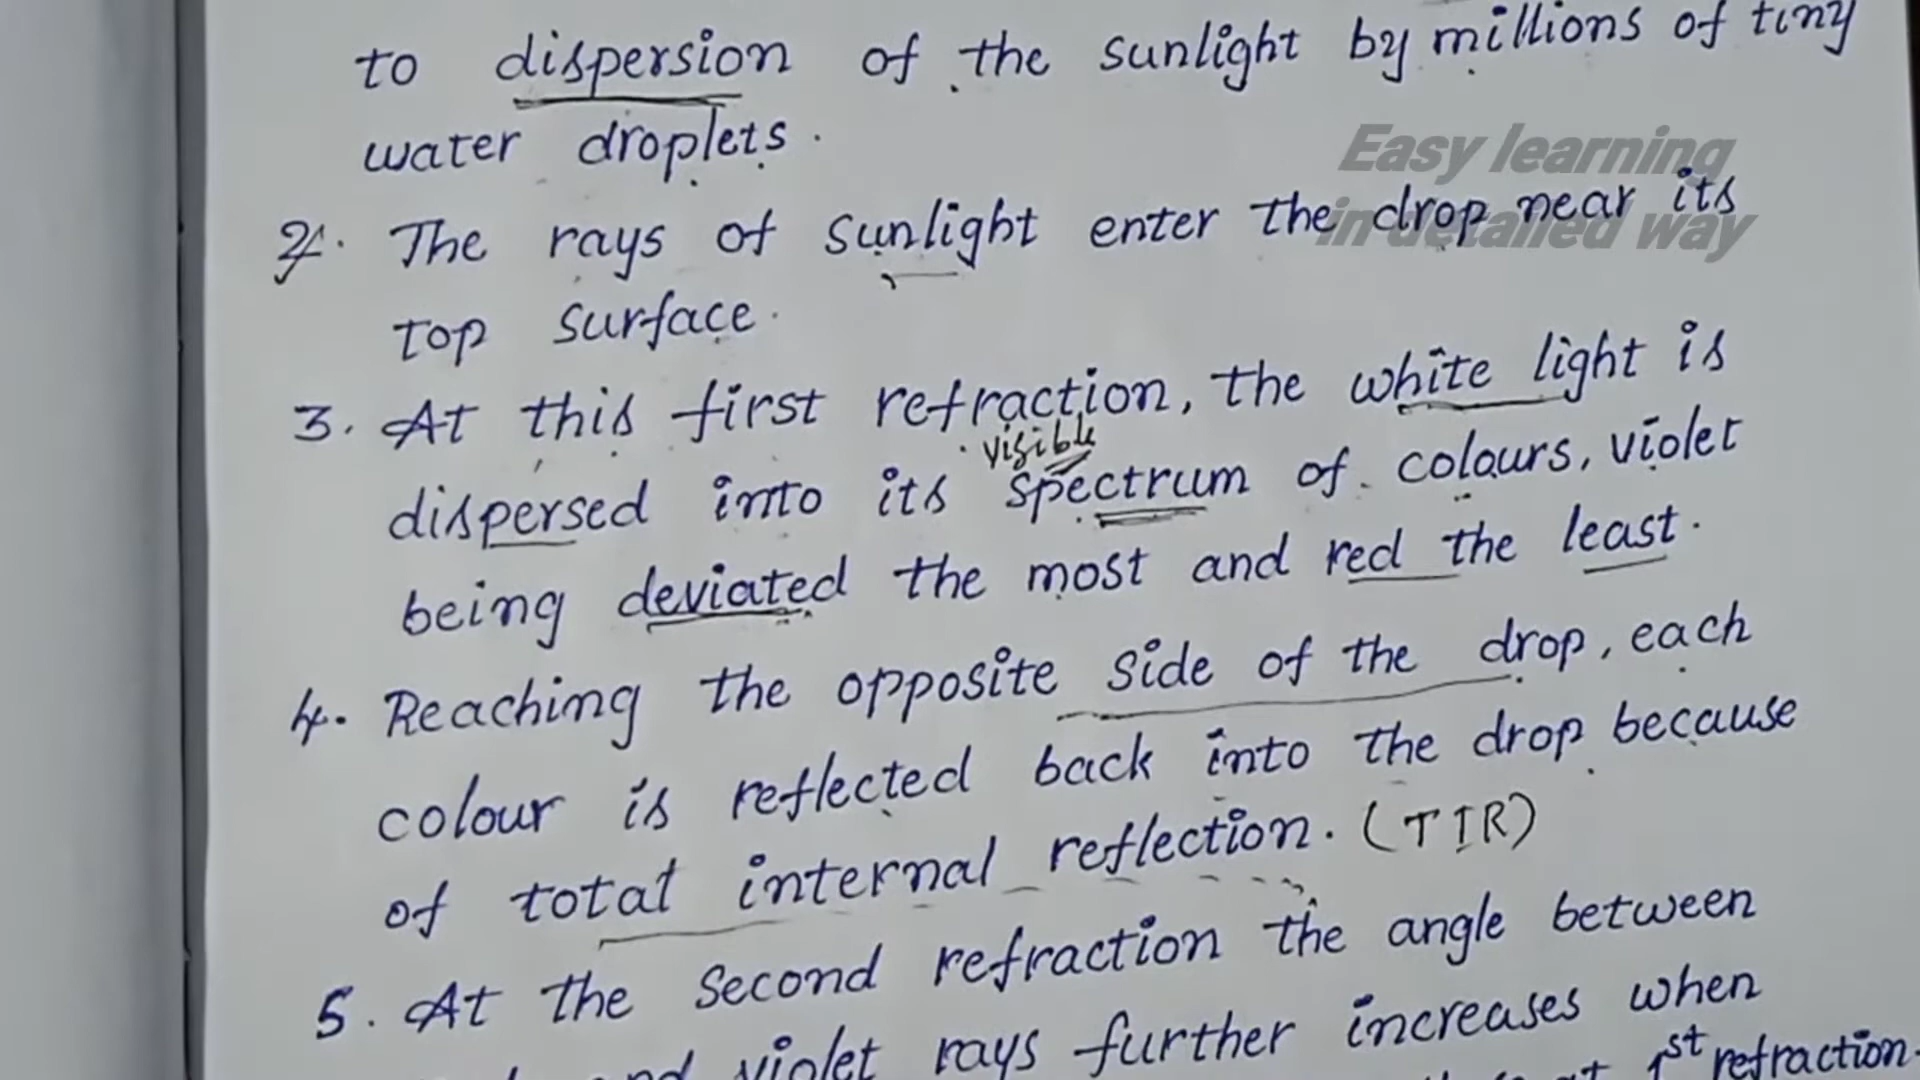 to dispersion of the sunlight by millions of tiny
water droplets.
Easy learning
in detailed way
2. The rays of sunlight enter the drop near its
top surface.
3. At this first refraction, the white light is
visible
dispersed into its spectrum of colours, violet
being deviated the most and red the least.
4. Reaching the opposite side of the drop, each
colour is reflected back into the drop because
of total internal reflection. (TIR)
5. At the second refraction the angle between
violet rays further increases when
1st refraction.